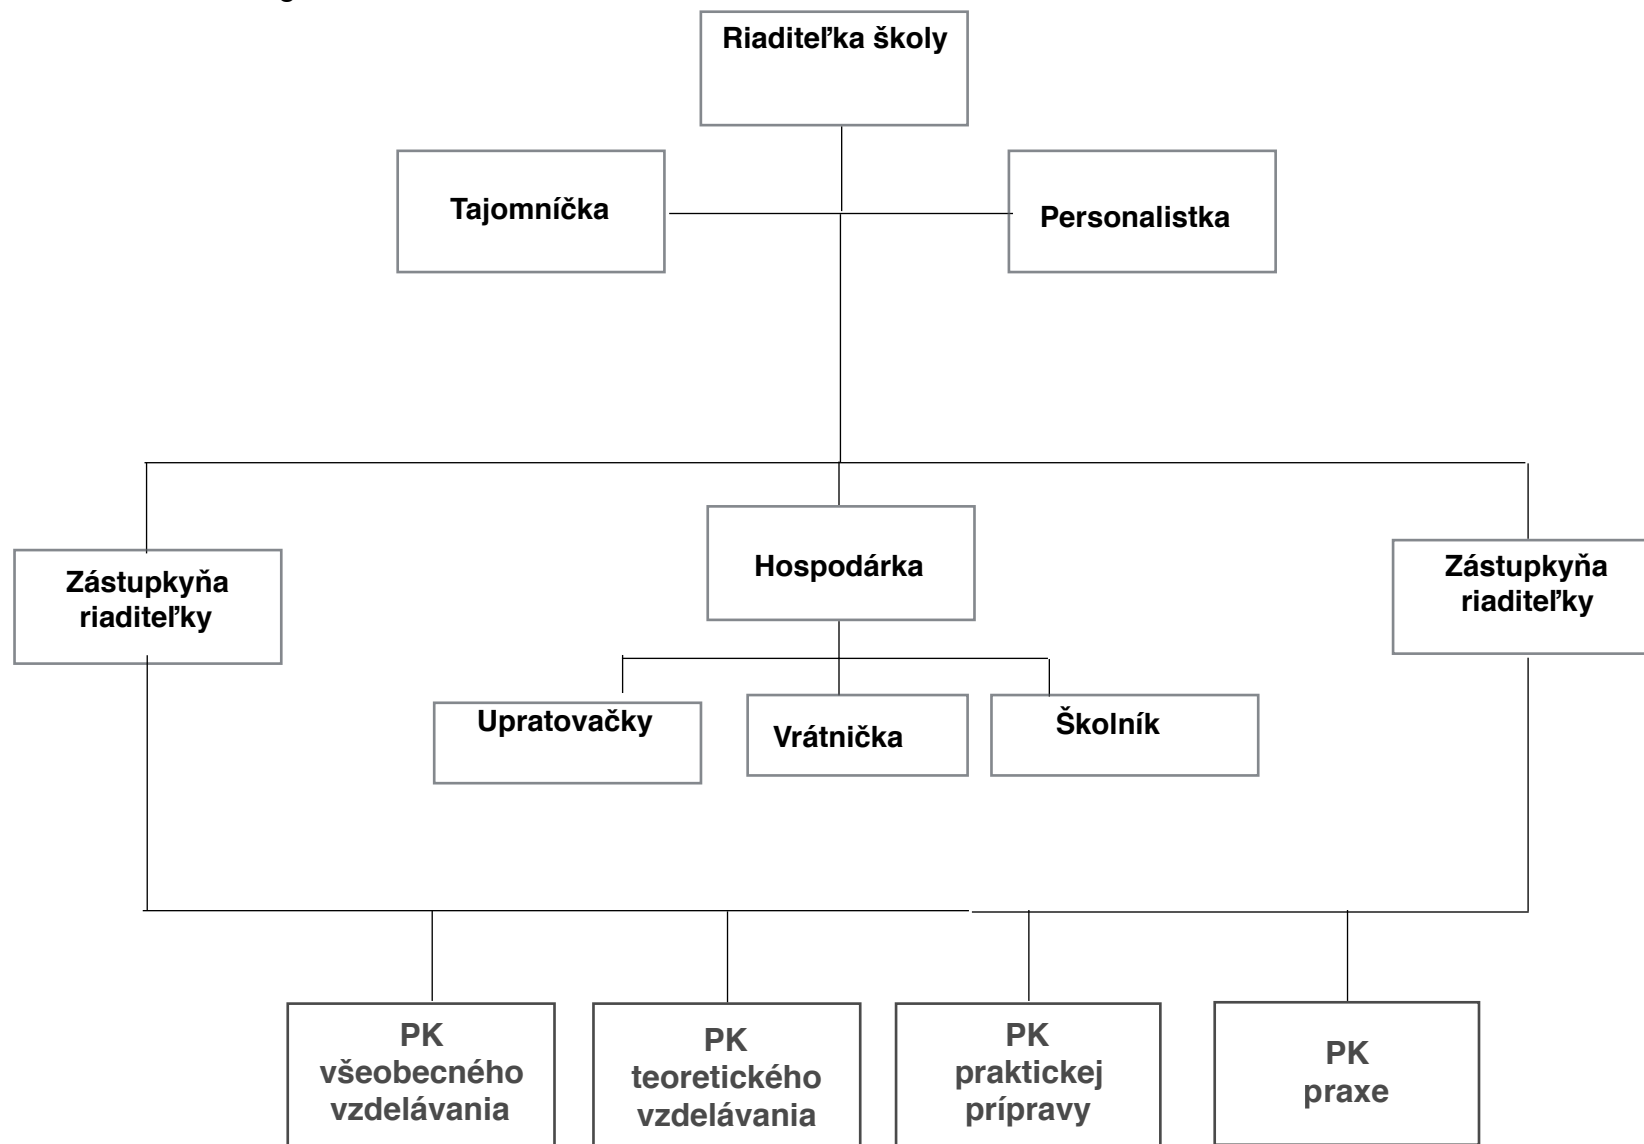 Riaditeľka školy
Tajomníčka
Personalistka
Zástupkyňa
riaditeľky
Hospodárka
Zástupkyňa
riaditeľky
Upratovačky
Vrátnička
Školník
PK
všeobecného
vzdelávania
PK
teoretického
vzdelávania
PK
praktickej
prípravy
PK
praxe